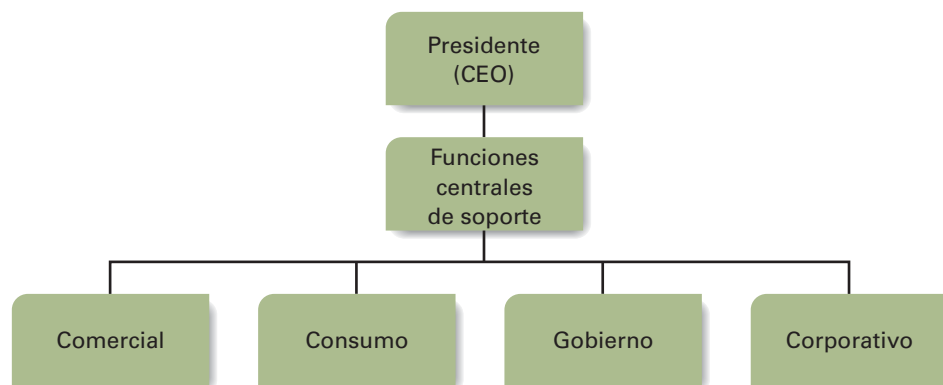 Presidente
(CEO)
Funciones
centrales
de soporte
Comercial
Consumo
Gobierno
Corporativo